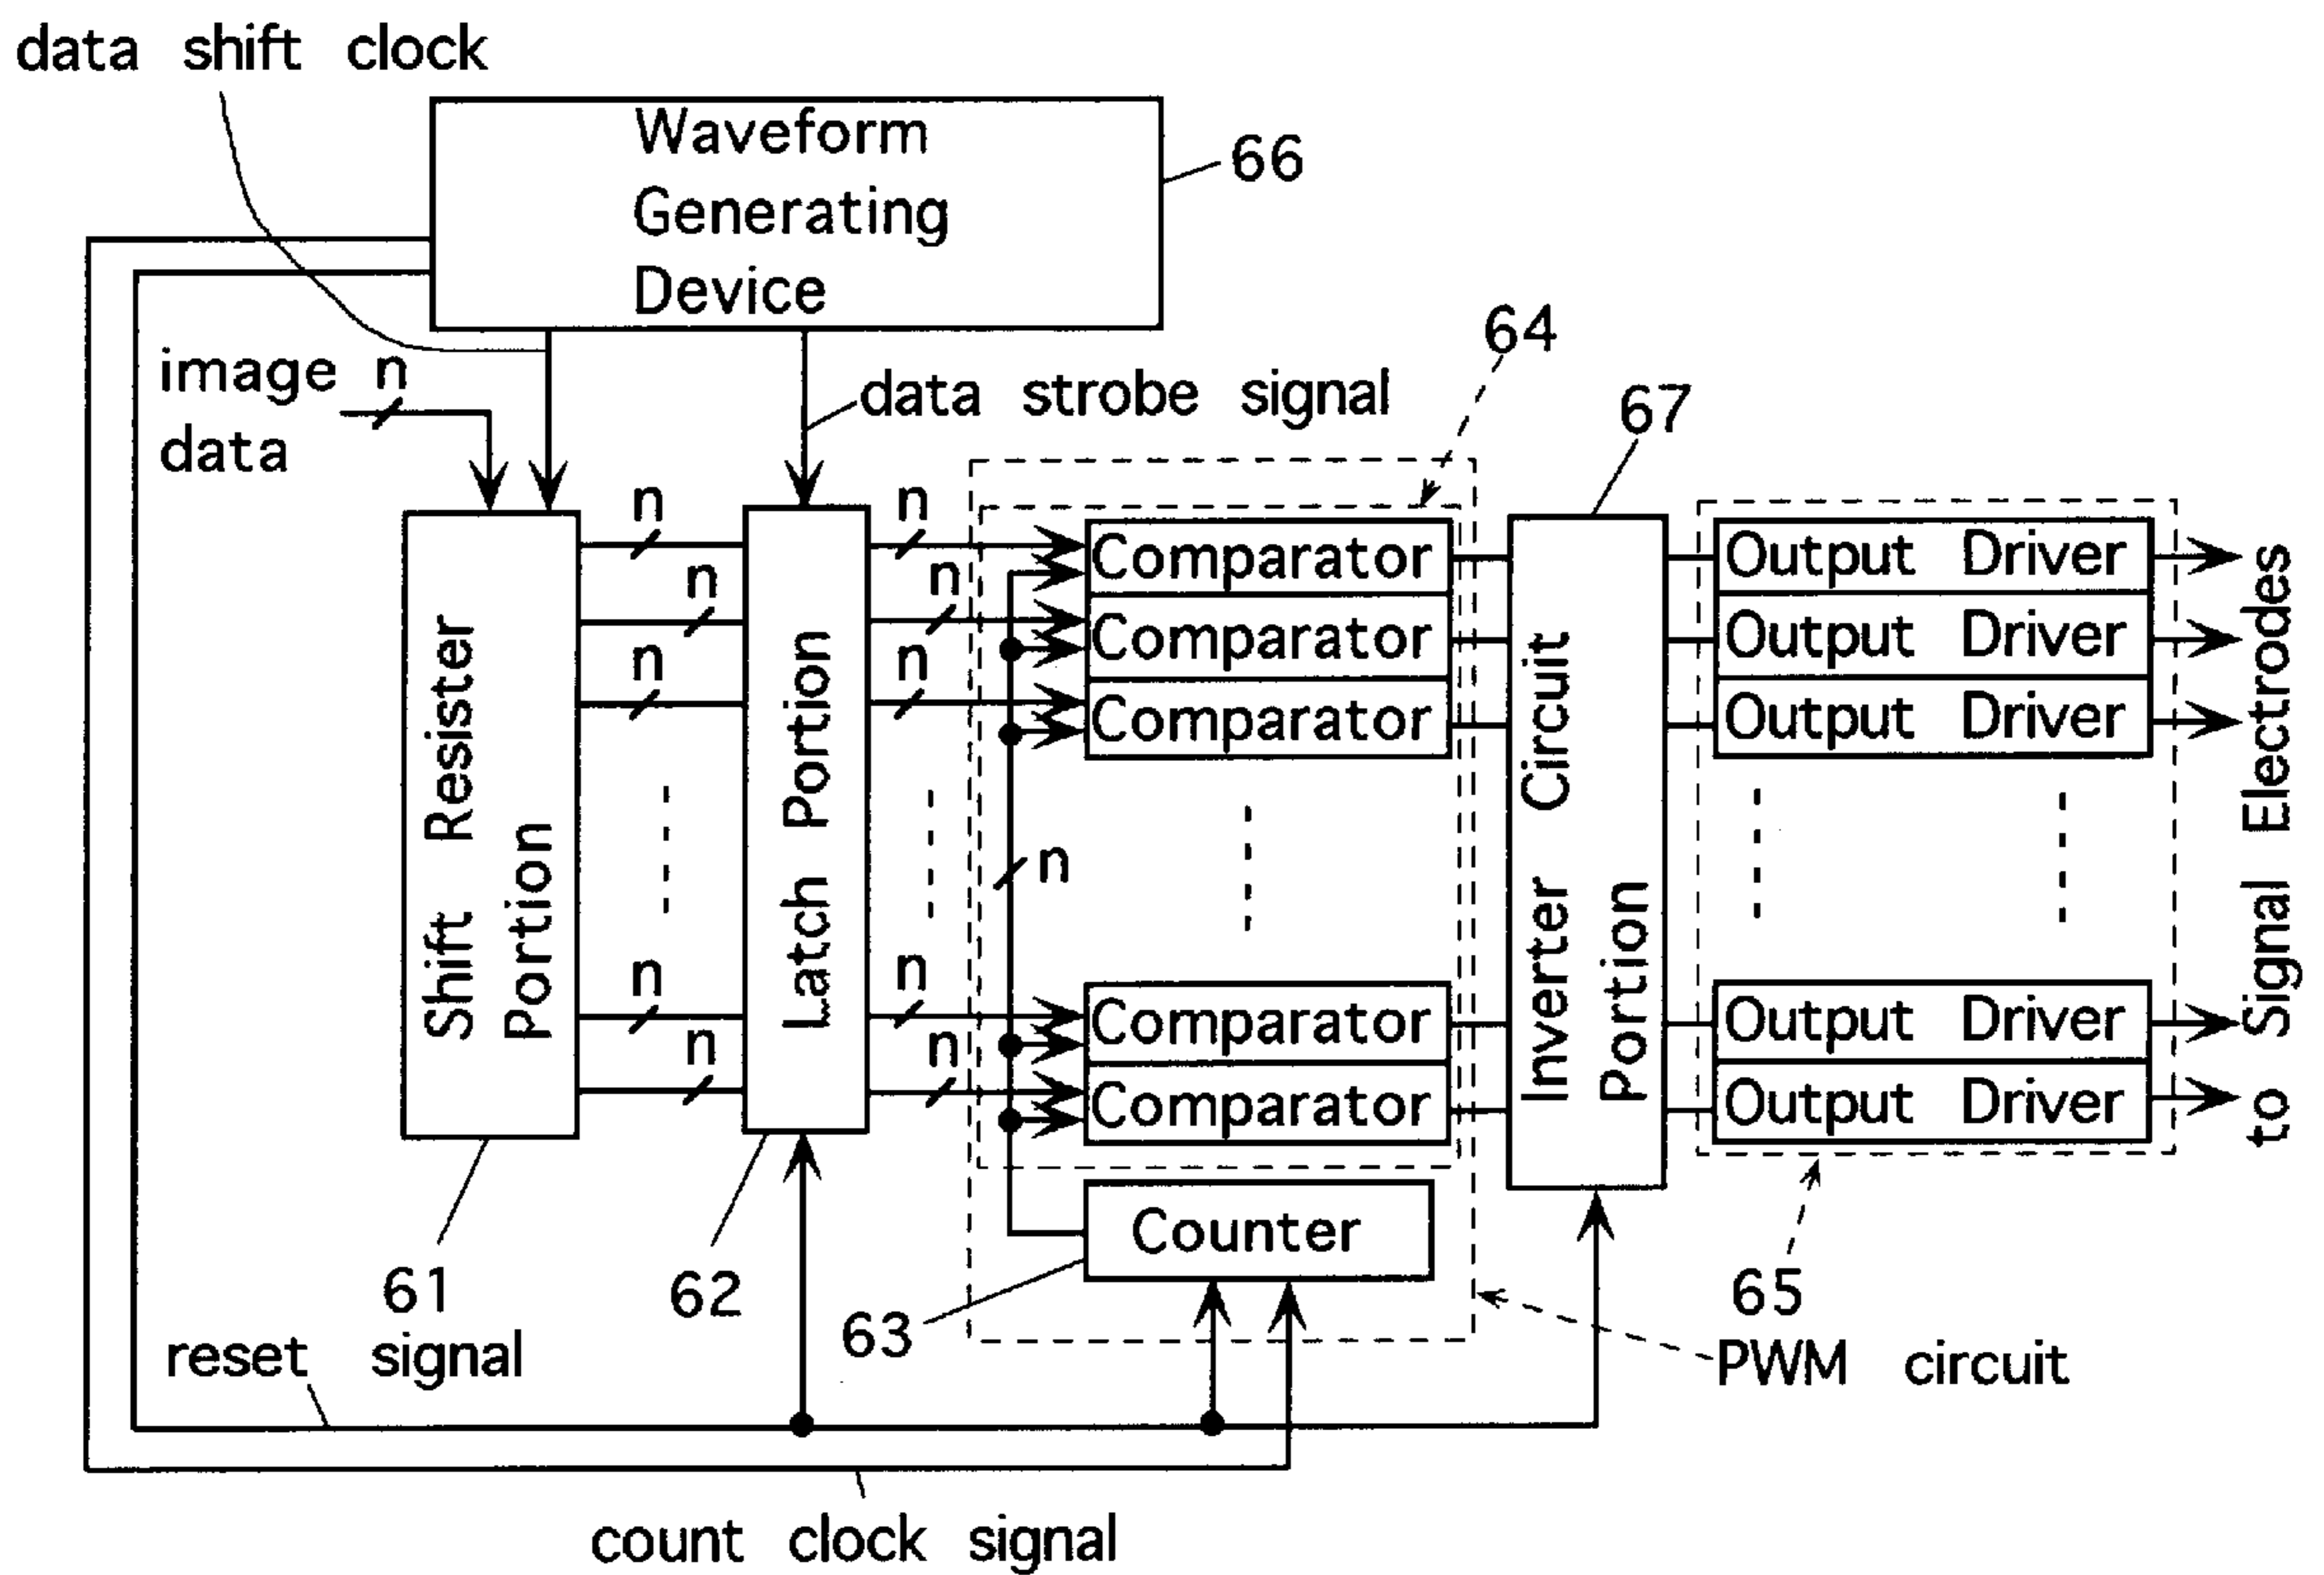 data shift clock
Waveform
Generating
Device
66
image n
data
data strobe signal
64
67
n
n
n
n
n
n
n
n
n
n
n
Shift Resister
Portion
Latch Portion
Comparator
Comparator
Comparator
Comparator
Comparator
Counter
Inverter Circuit
Portion
Output Driver
Output Driver
Output Driver
Output Driver
Output Driver
to Signal Electrodes
61
62
63
65
reset signal
PWM circuit
count clock signal